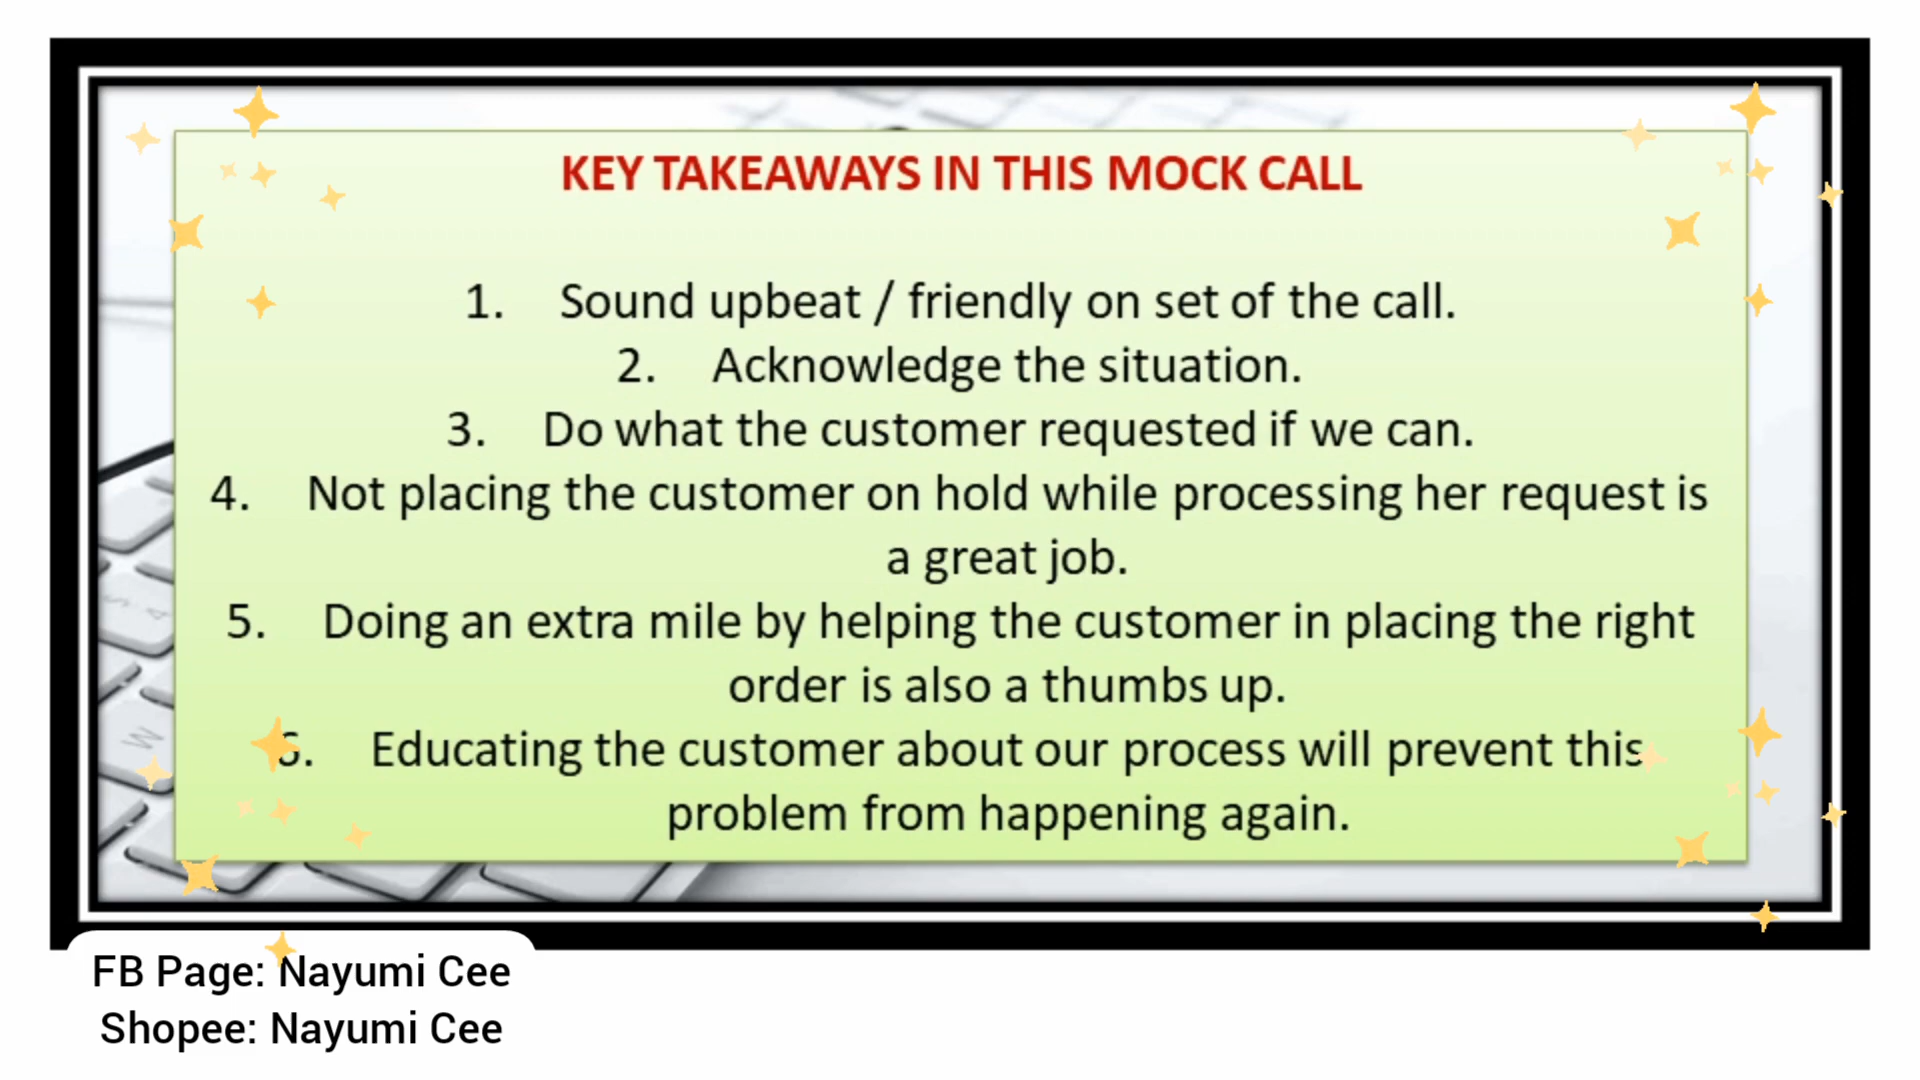 KEY TAKEAWAYS IN THIS MOCK CALL
1. Sound upbeat / friendly on set of the call.
2. Acknowledge the situation.
3. Do what the customer requested if we can.
4. Not placing the customer on hold while processing her request is
a great job.
5. Doing an extra mile by helping the customer in placing the right
order is also a thumbs up.
6. Educating the customer about our process will prevent this
problem from happening again.
FB Page: Nayumi Cee
Shopee: Nayumi Cee